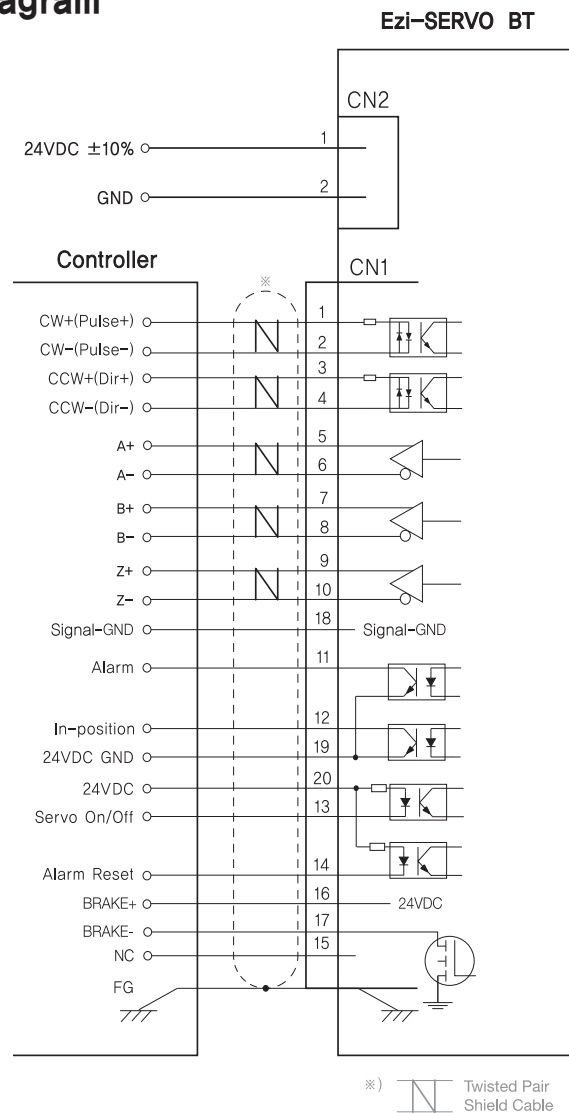 Ezi-SERVO BT
CN2
24VDC ±10%
1
GND
2
Controller
CN1
※
CW+(Pulse+)
1
CW-(Pulse-)
2
CCW+(Dir+)
3
CCW-(Dir-)
4
A+
5
A-
6
B+
7
B-
8
Z+
9
Z-
10
Signal-GND
18
Signal-GND
Alarm
11
In-position
12
24VDC GND
19
24VDC
20
Servo On/Off
13
Alarm Reset
14
BRAKE+
16
24VDC
BRAKE-
17
NC
15
FG
※)
Twisted Pair
Shield Cable